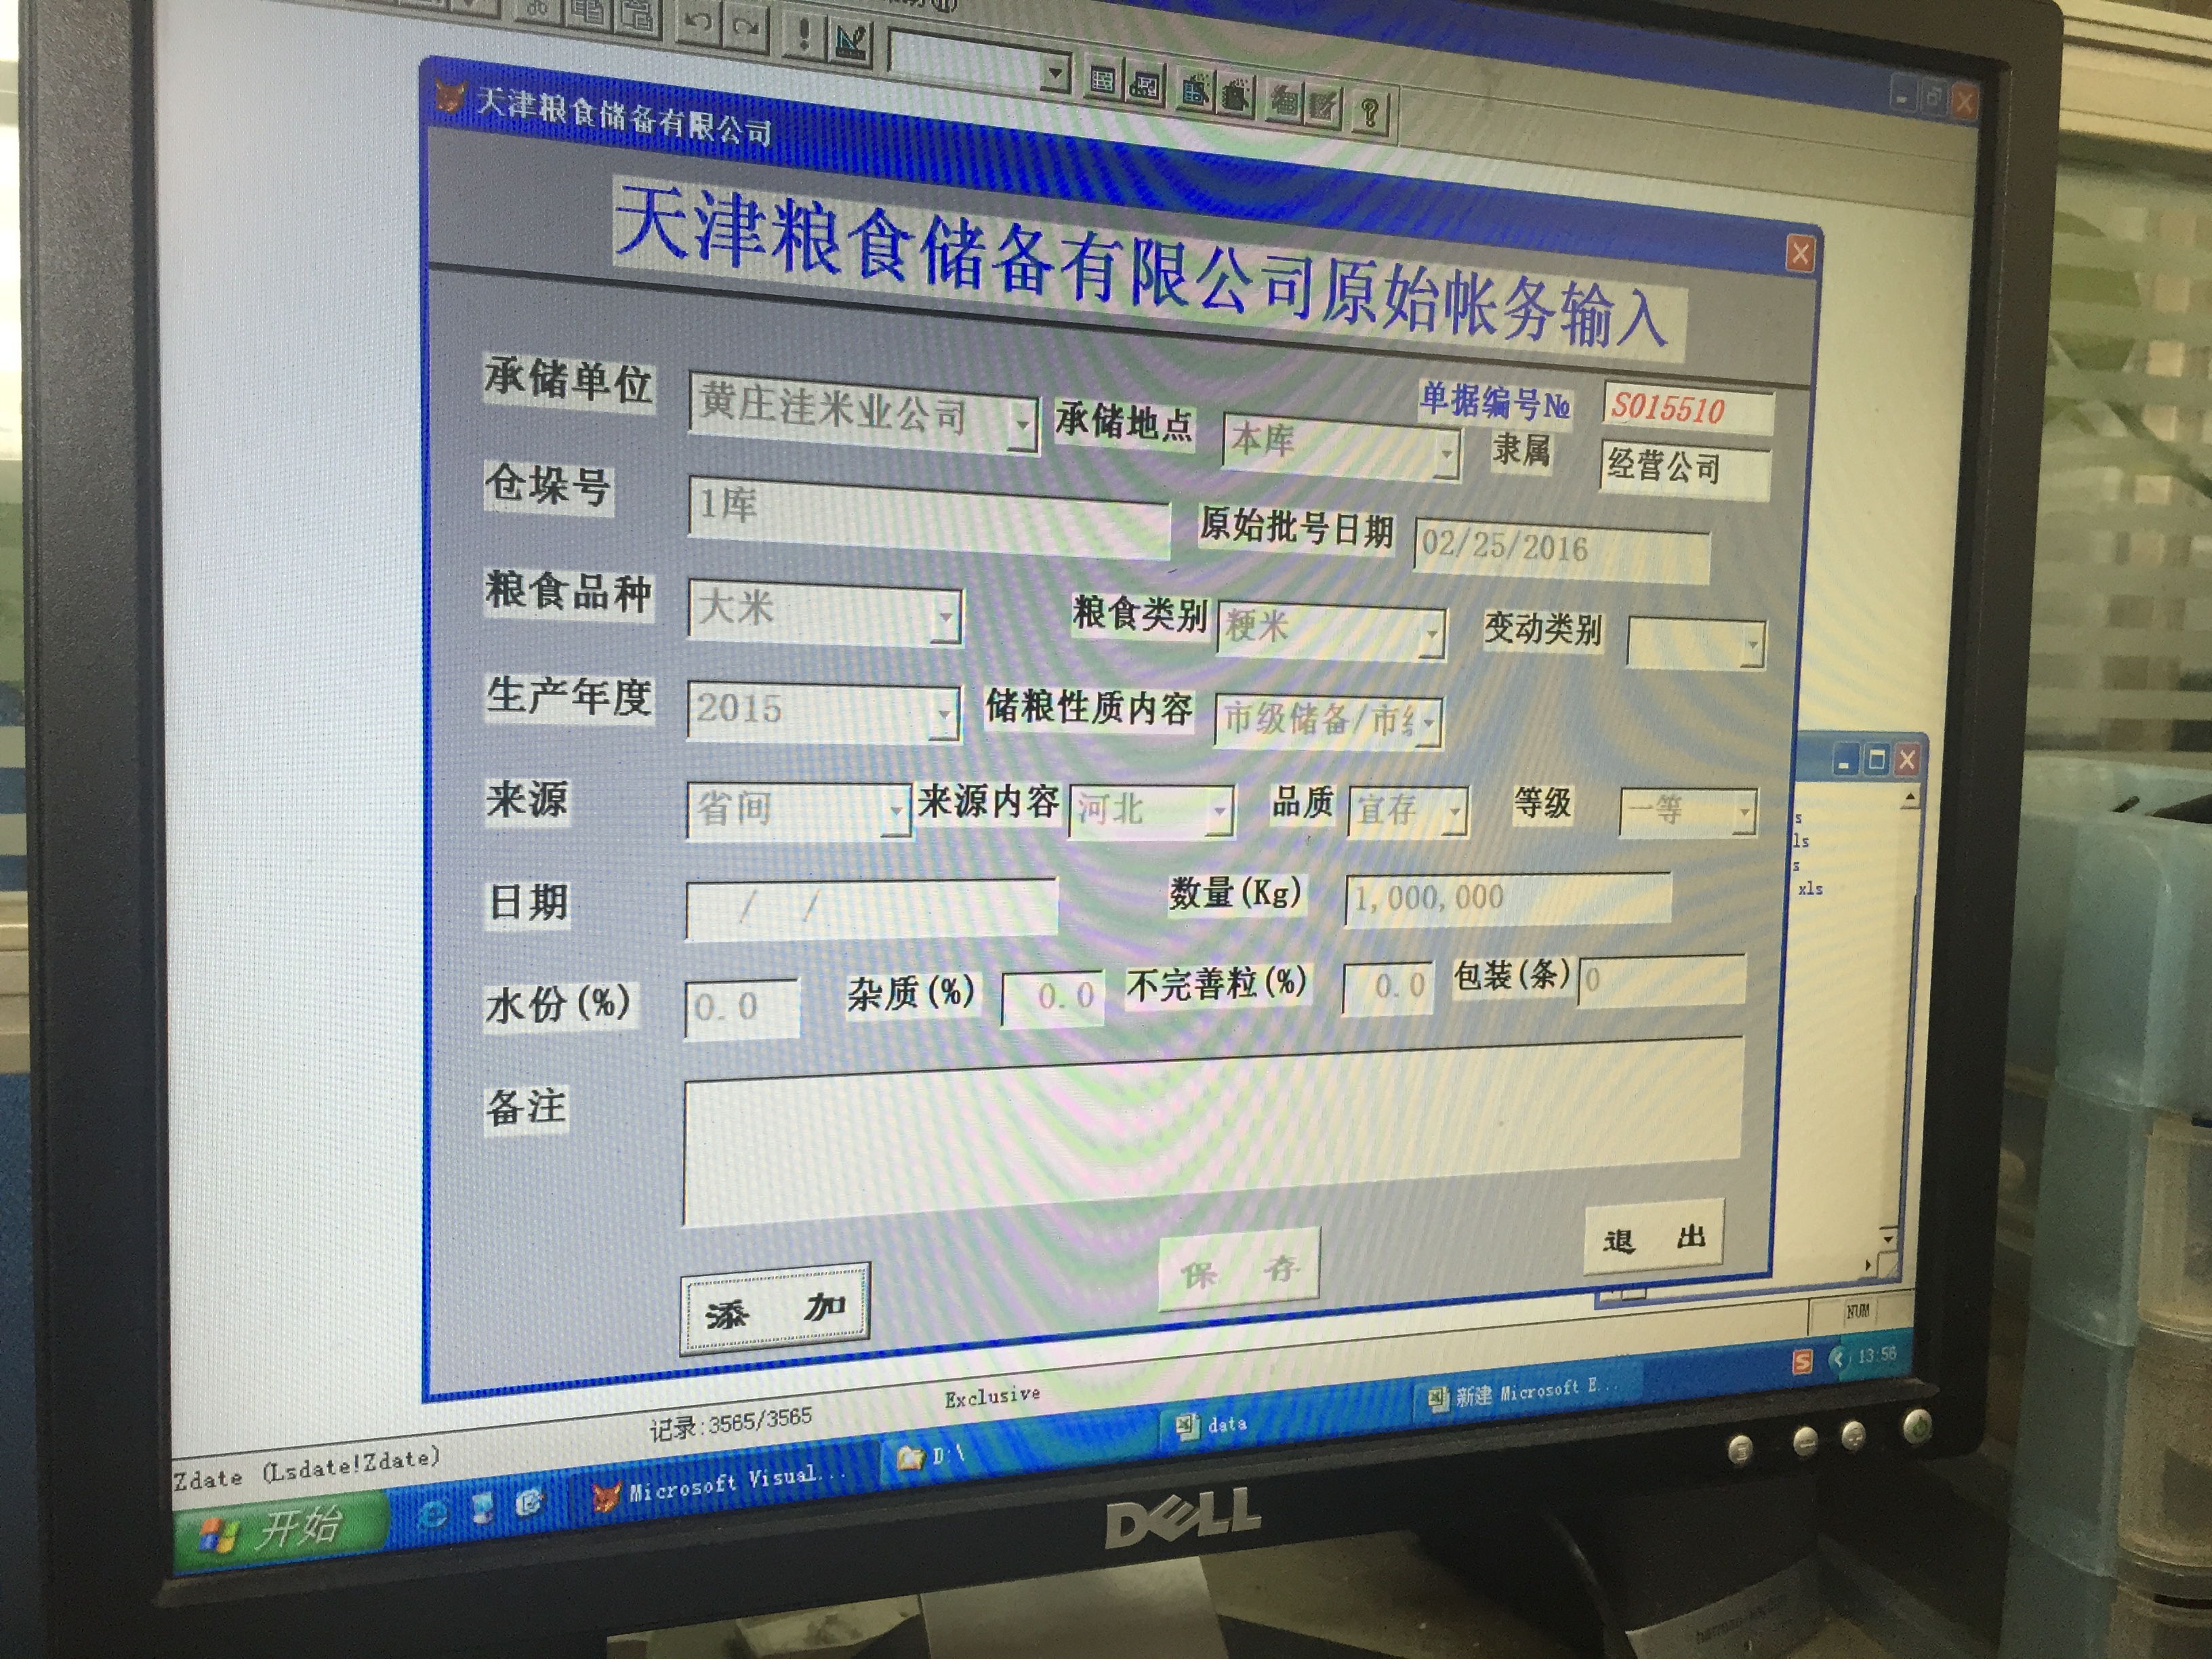 天津粮食储备有限公司
天津粮食储备有限公司原始帐务输入
单据编号№ S015510
承储单位 黄庄洼米业公司 承储地点 本库 隶属 经营公司
仓垛号 1库 原始批号日期 02/25/2016
粮食品种 大米 粮食类别 粳米 变动类别
生产年度 2015 储粮性质内容 市级储备/市
来源 省间 来源内容 河北 品质 宜存 等级 一等
日期 / / 数量(Kg) 1,000,000
水份(%) 0.0 杂质(%) 0.0 不完善粒(%) 0.0 包装(条) 0
备注
添 加 保 存 退 出
s
ls
s
xls
NUM
Zdate (Lsdate!Zdate) 记录:3565/3565 Exclusive
开始 Microsoft Visual... D:\ data 新建 Microsoft E... 13:56
DELL